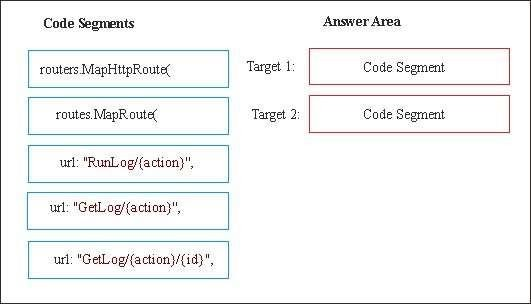 Code Segments
Answer Area
routers.MapHttpRoute(
Target 1:
Code Segment
routes.MapRoute(
Target 2:
Code Segment
url: "RunLog/{action}",
url: "GetLog/{action}",
url: "GetLog/{action}/{id}",